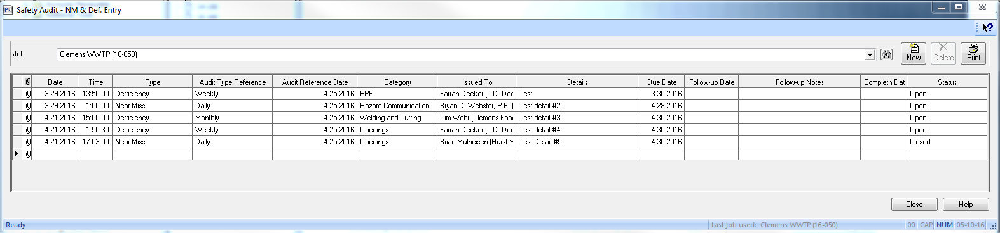 Safety Audit - NM & Def. Entry
Job: Clemens WWTP (16-050) New Delete Print
Date Time Type Audit Type Reference Audit Reference Date Category Issued To Details Due Date Follow-up Date Follow-up Notes Completn Dat Status
3-29-2016 13:50:00 Defficiency Weekly 4-25-2016 PPE Farrah Decker (L.D. Doc Test 3-30-2016 Open
3-29-2016 1:00:00 Near Miss Daily 4-25-2016 Hazard Communication Bryan D. Webster, P.E. ( Test detail #2 4-28-2016 Open
4-21-2016 15:00:00 Defficiency Monthly 4-25-2016 Welding and Cutting Tim Wehr (Clemens Foo Test detail #3 4-30-2016 Open
4-21-2016 1:50:30 Defficiency Weekly 4-25-2016 Openings Farrah Decker (L.D. Doc Test detail #4 4-30-2016 Open
4-21-2016 17:03:00 Near Miss Daily 4-25-2016 Openings Brian Mulheisen (Hurst M Test Detail #5 4-30-2016 Closed
Close Help
Ready Last job used: Clemens WWTP (16-050) 00 CAP NUM 05-10-16